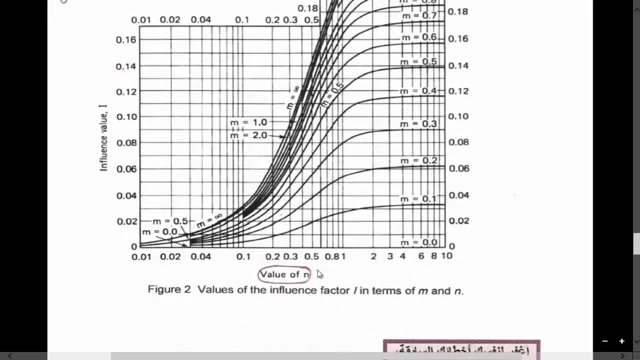 0.18
0.01 0.02 0.04 0.1 0.2 0.3 0.5
m = 0.8
0.18
m = 0.7
0.16
m = 0.6
0.16
0.14
m = 0.5
0.14
0.12
m = ∞
m = 0.5
m = 0.4
0.12
0.10
m = 1.0
m = 0.3
0.10
0.08
m = 2.0
0.08
Influence value, I
0.06
m = 0.2
0.06
0.04
m = 0.1
0.04
0.02
m = 0.5
m = ∞
0.02
m = 0.0
m = 0.0
0
0
0.01 0.02 0.04 0.1 0.2 0.3 0.5 0.8 1 2 3 4 5 6 8 10
Value of n
Figure 2 Values of the influence factor I in terms of m and n.